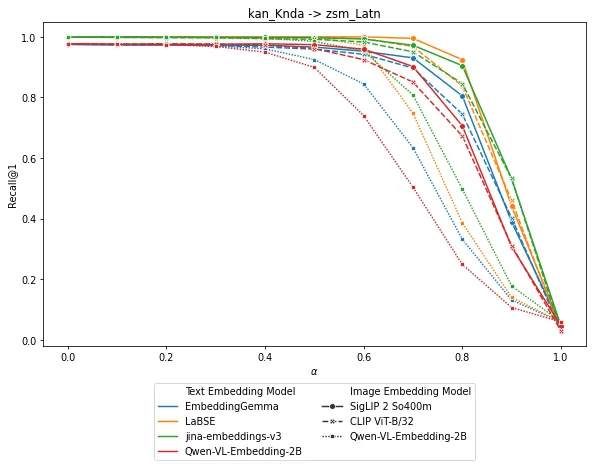 kan_Knda -> zsm_Latn
1.0
0.8
0.6
0.4
0.2
0.0
Recall@1
0.0 0.2 0.4 0.6 0.8 1.0
α
Text Embedding Model Image Embedding Model
EmbeddingGemma SigLIP 2 So400m
LaBSE CLIP ViT-B/32
jina-embeddings-v3 Qwen-VL-Embedding-2B
Qwen-VL-Embedding-2B